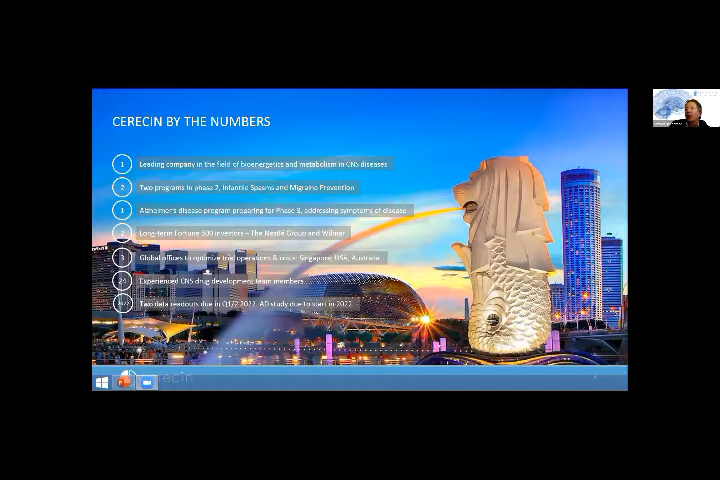 CERECIN BY THE NUMBERS
1 Leading company in the field of bioenergetics and metabolism in CNS diseases
2 Two programs in phase 2, Infantile Spasms and Migraine Prevention
1 Alzheimer's disease program preparing for Phase 3, addressing symptoms of disease
2 Long-term Fortune 500 investors – The Nestlé Group and Wilmar
3 Global offices to optimize trial operations & costs: Singapore, USA, Australia
24 Experienced CNS drug development team members
2022 Two data readouts due in Q1/2 2022. AD study due to start in 2022
recin